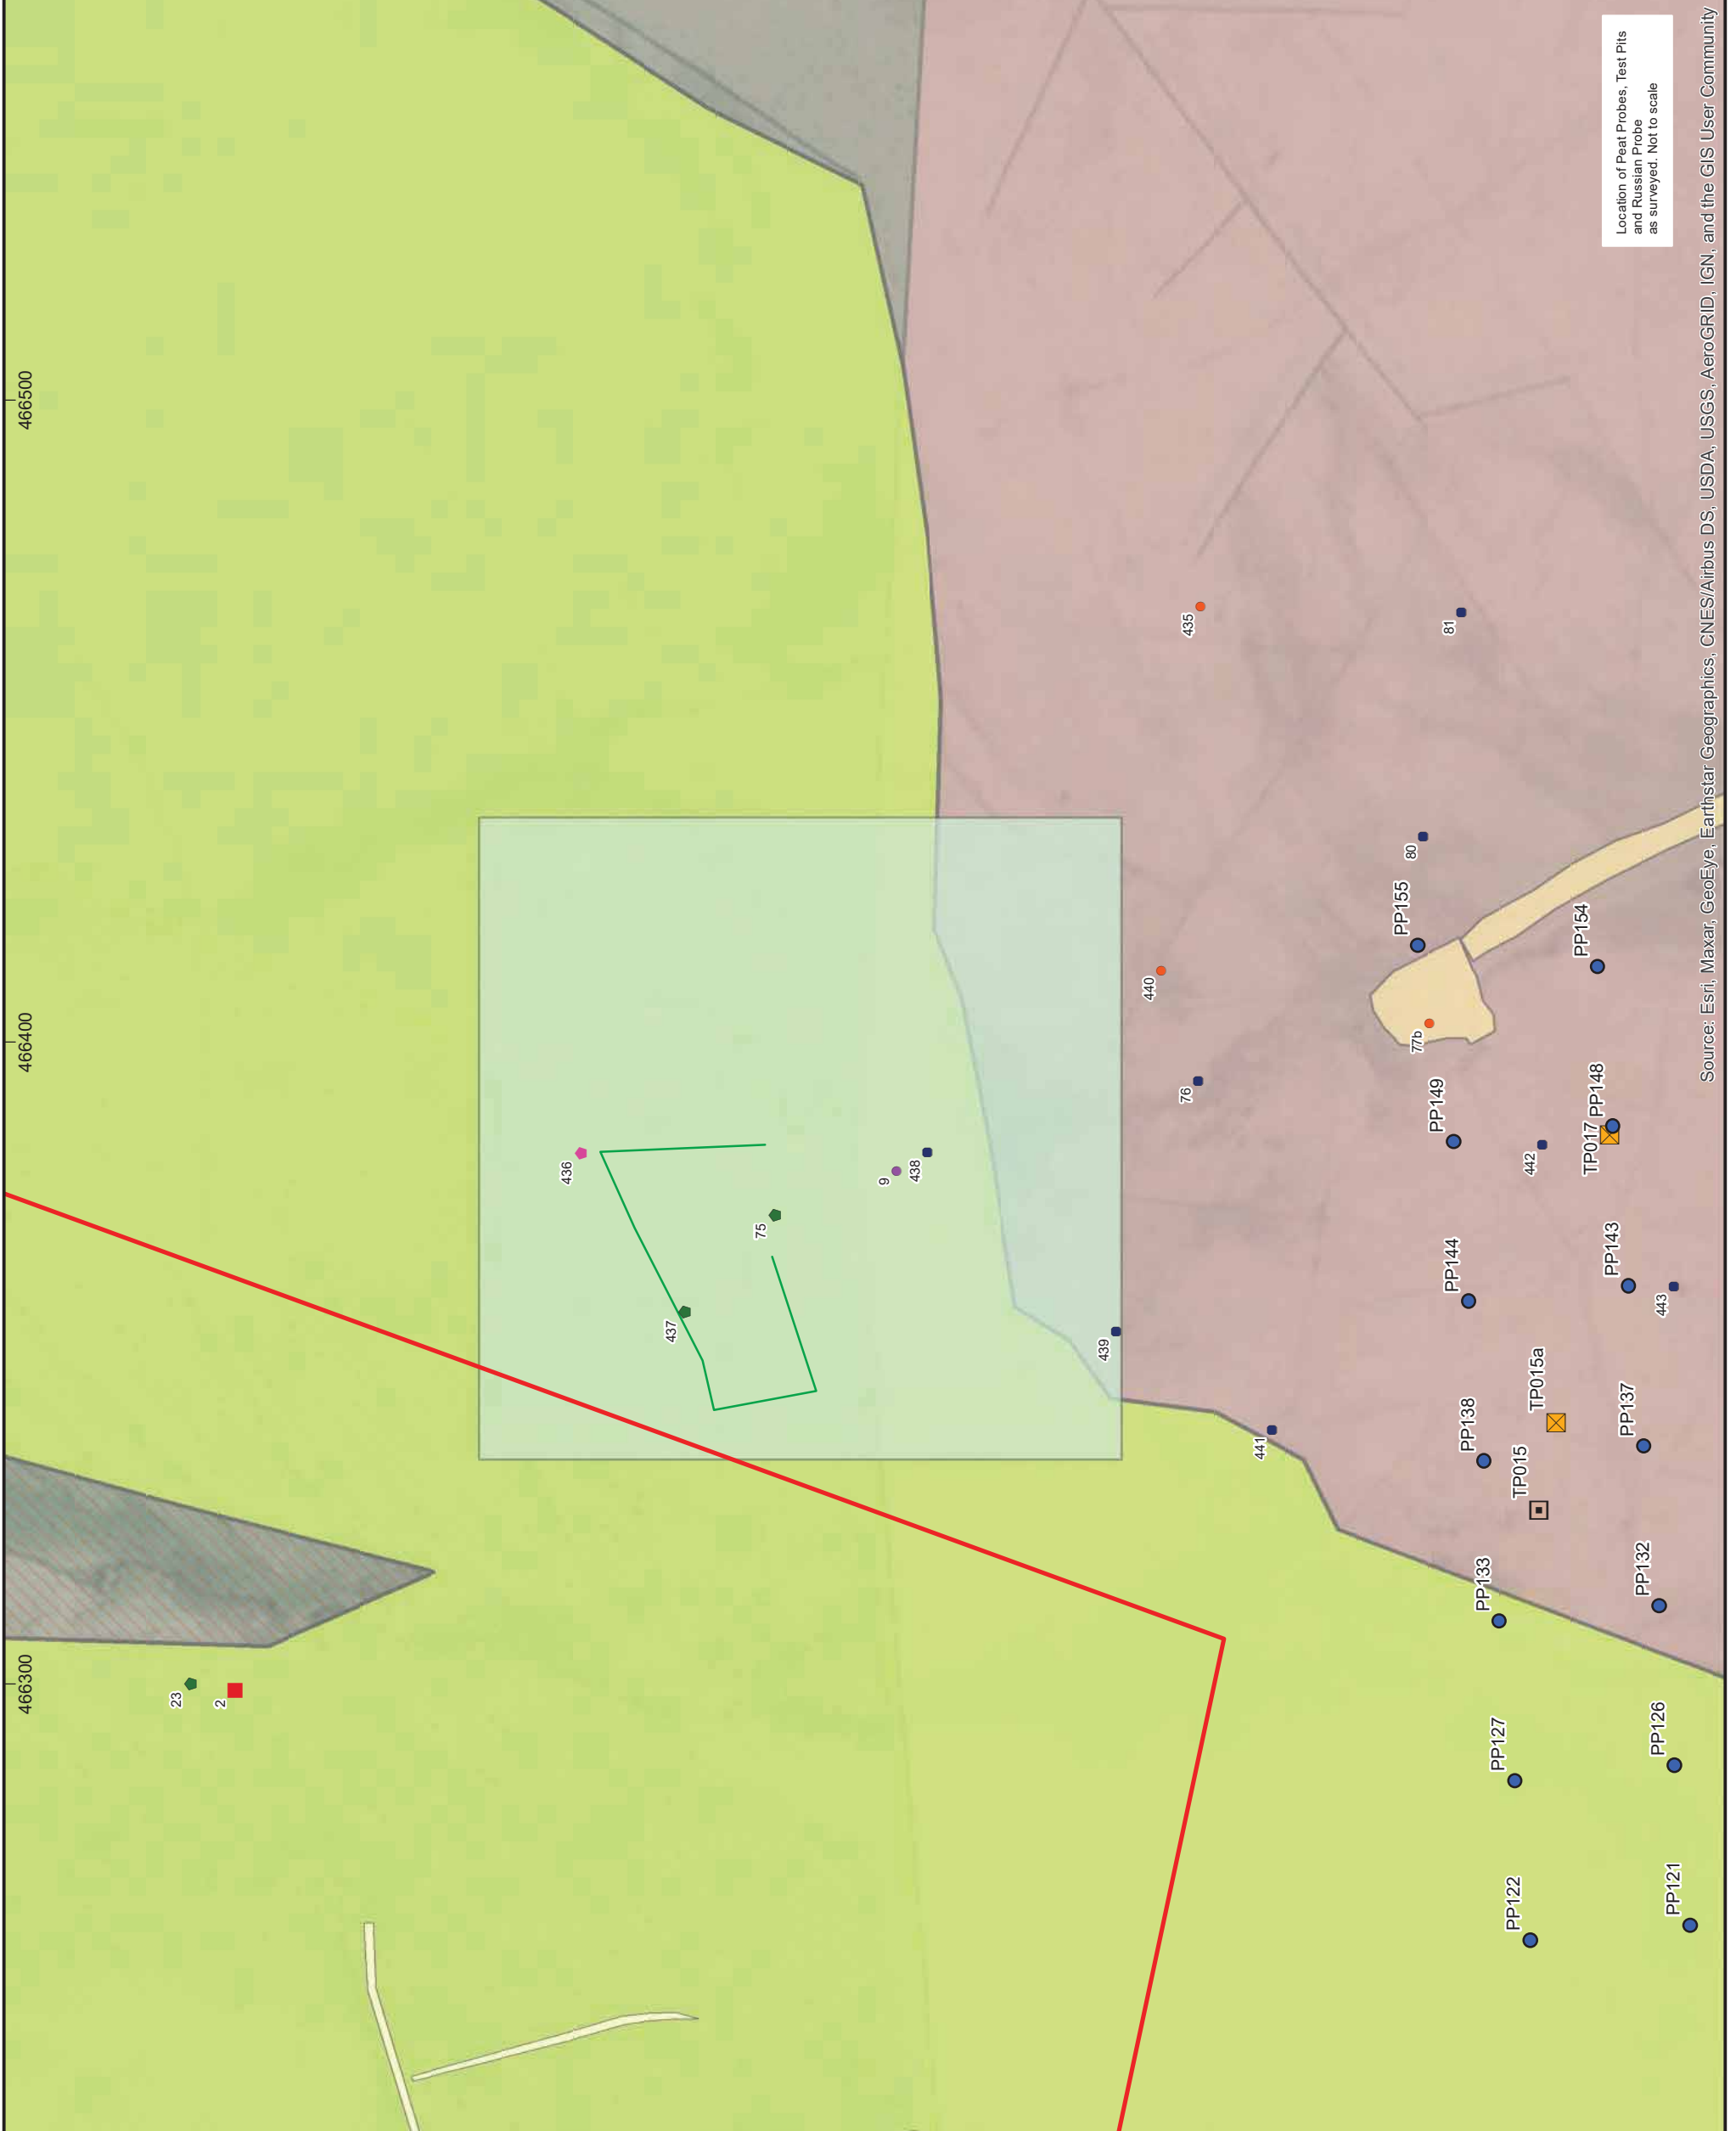 466500
466400
466300
Location of Peat Probes, Test Pits
and Russian Probe
as surveyed. Not to scale
Source: Esri, Maxar, GeoEye, Earthstar Geographics, CNES/Airbus DS, USDA, USGS, AeroGRID, IGN, and the GIS User Community
23
2
436
437
75
9
438
439
441
440
76
435
81
80
77b
PP155
PP154
PP149
PP148
TP017
442
PP144
PP143
443
TP015a
PP138
PP137
TP015
PP133
PP132
PP127
PP126
PP122
PP121